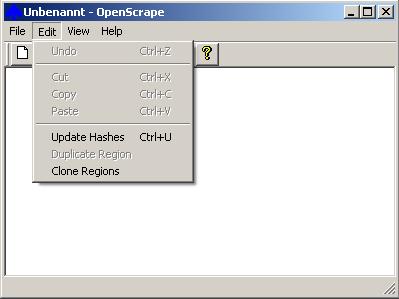 Unbenannt - OpenScrape
File Edit View Help
Undo Ctrl+Z
Cut Ctrl+X
Copy Ctrl+C
Paste Ctrl+V
Update Hashes Ctrl+U
Duplicate Region
Clone Regions
?